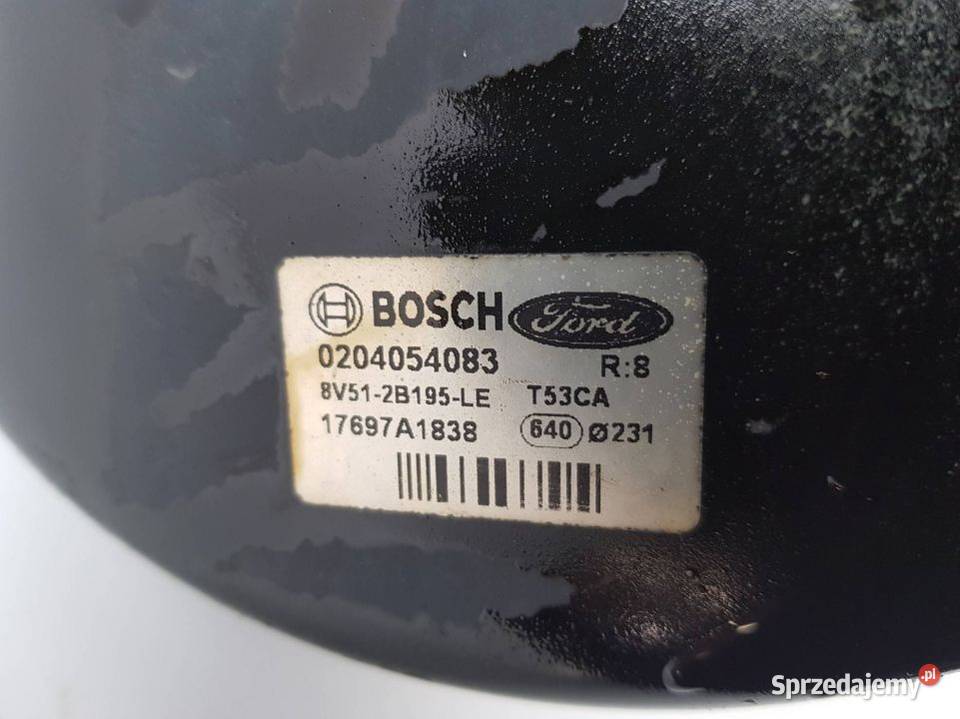 BOSCH Ford
0204054083 R:8
8V51-2B195-LE T53CA
17697A1838 640 Ø231
Sprzedajemy.pl